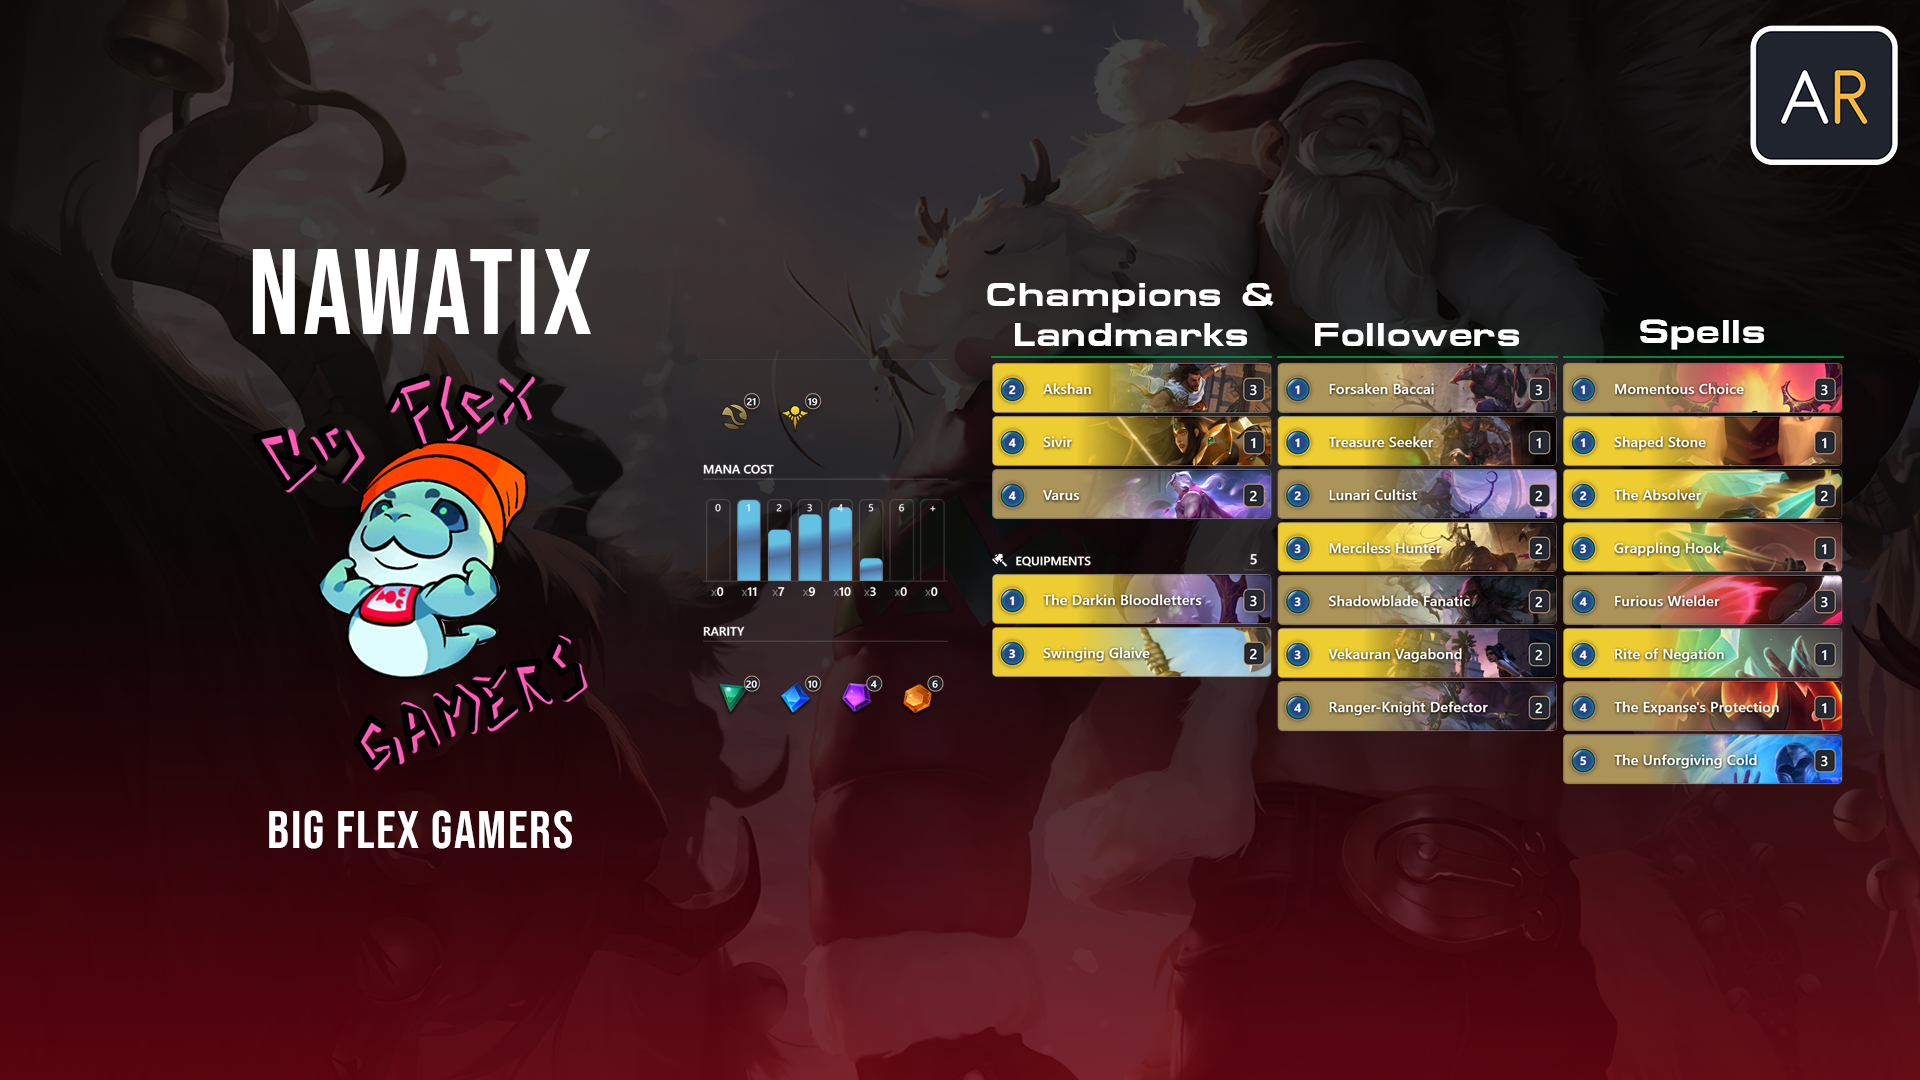 AR
NAWATIX
Big Flex
GAMERS
BIG FLEX GAMERS
21
19
MANA COST
0 1 2 3 4 5 6 +
x0 x11 x7 x9 x10 x3 x0 x0
RARITY
20 10 4 6
Champions &
Landmarks
2 Akshan 3
4 Sivir 1
4 Varus 2
EQUIPMENTS 5
1 The Darkin Bloodletters 3
3 Swinging Glaive 2
Followers
1 Forsaken Baccai 3
1 Treasure Seeker 1
2 Lunari Cultist 2
3 Merciless Hunter 2
3 Shadowblade Fanatic 2
3 Vekauran Vagabond 2
4 Ranger-Knight Defector 2
Spells
1 Momentous Choice 3
1 Shaped Stone 1
2 The Absolver 2
3 Grappling Hook 1
4 Furious Wielder 3
4 Rite of Negation 1
4 The Expanse's Protection 1
5 The Unforgiving Cold 3